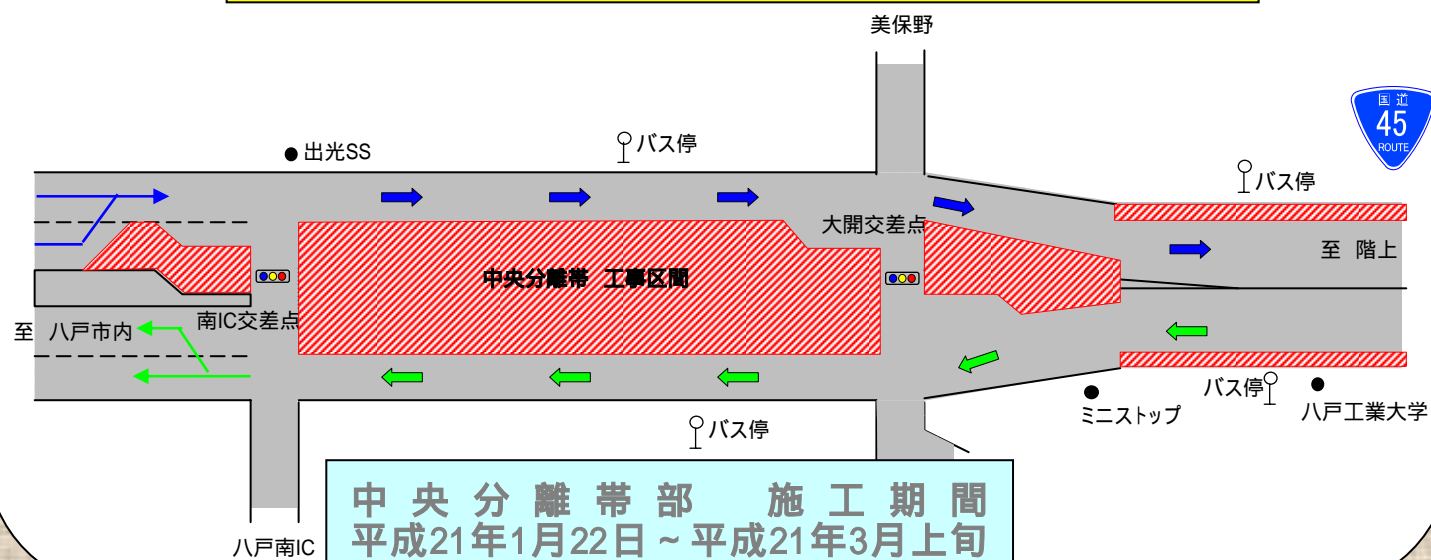 美保野
国道
45
ROUTE
出光SS
バス停
バス停
大開交差点
至 階上
中央分離帯 工事区間
南IC交差点
至 八戸市内
バス停
ミニストップ
八戸工業大学
バス停
八戸南IC
中央分離帯部 施工期間
平成21年1月22日~平成21年3月上旬